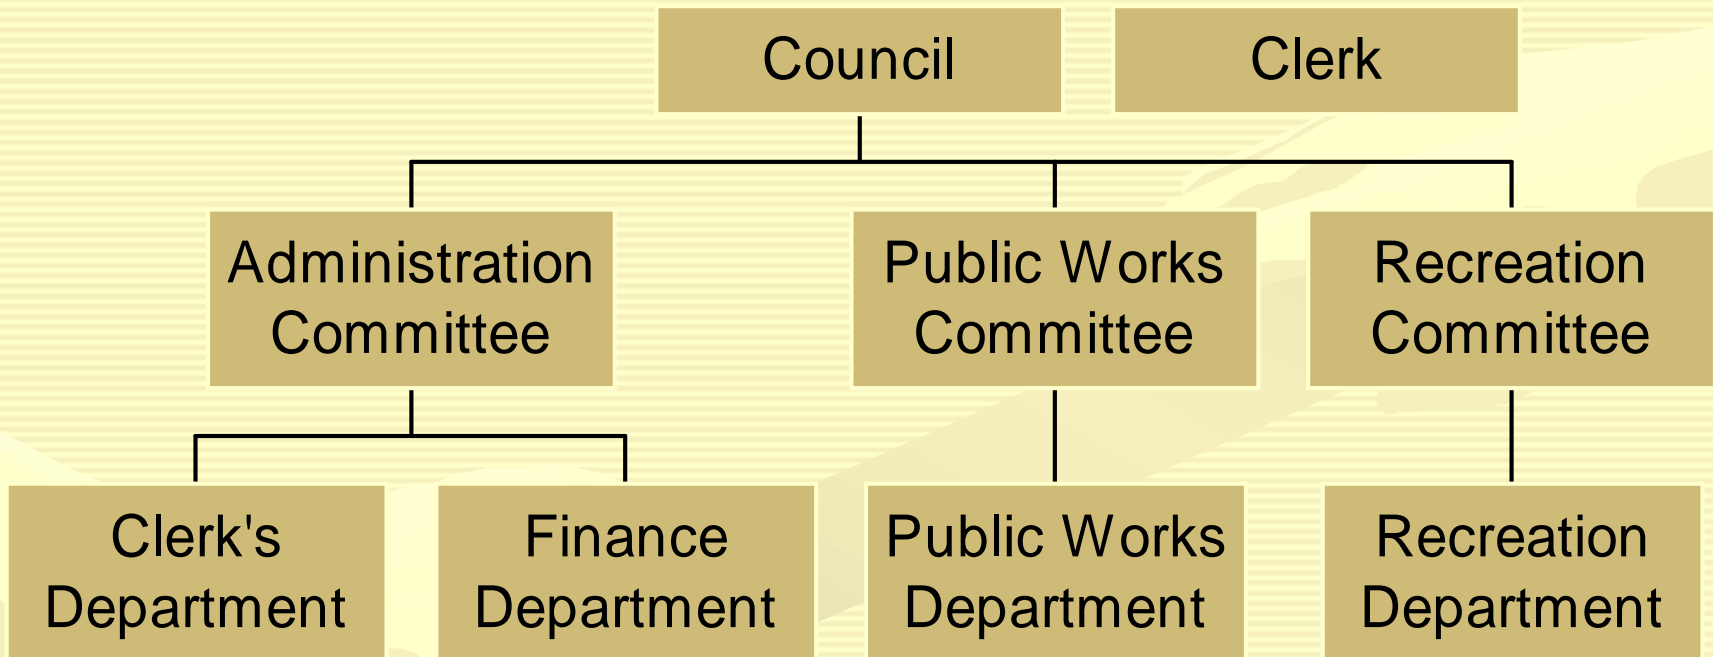 Council
Clerk
Administration
Committee
Public Works
Committee
Recreation
Committee
Clerk's
Department
Finance
Department
Public Works
Department
Recreation
Department